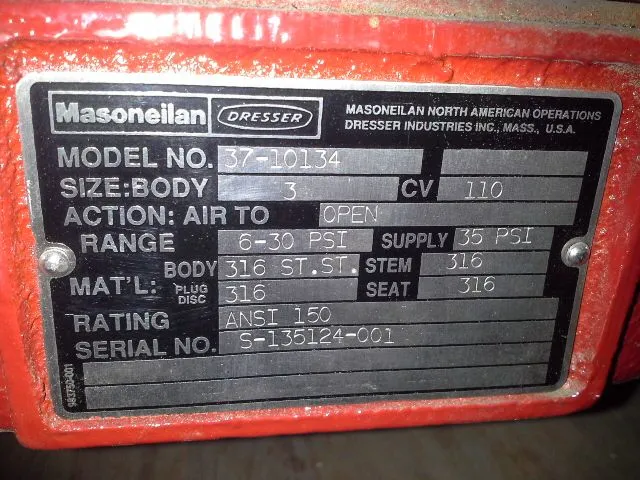 Masoneilan DRESSER
MASONEILAN NORTH AMERICAN OPERATIONS
DRESSER INDUSTRIES INC., MASS., U.S.A.
MODEL NO. 37-10134
SIZE: BODY 3 CV 110
ACTION: AIR TO OPEN
RANGE 6-30 PSI SUPPLY 35 PSI
MAT'L: BODY 316 ST.ST. STEM 316
PLUG DISC 316 SEAT 316
RATING ANSI 150
SERIAL NO. S-135124-001